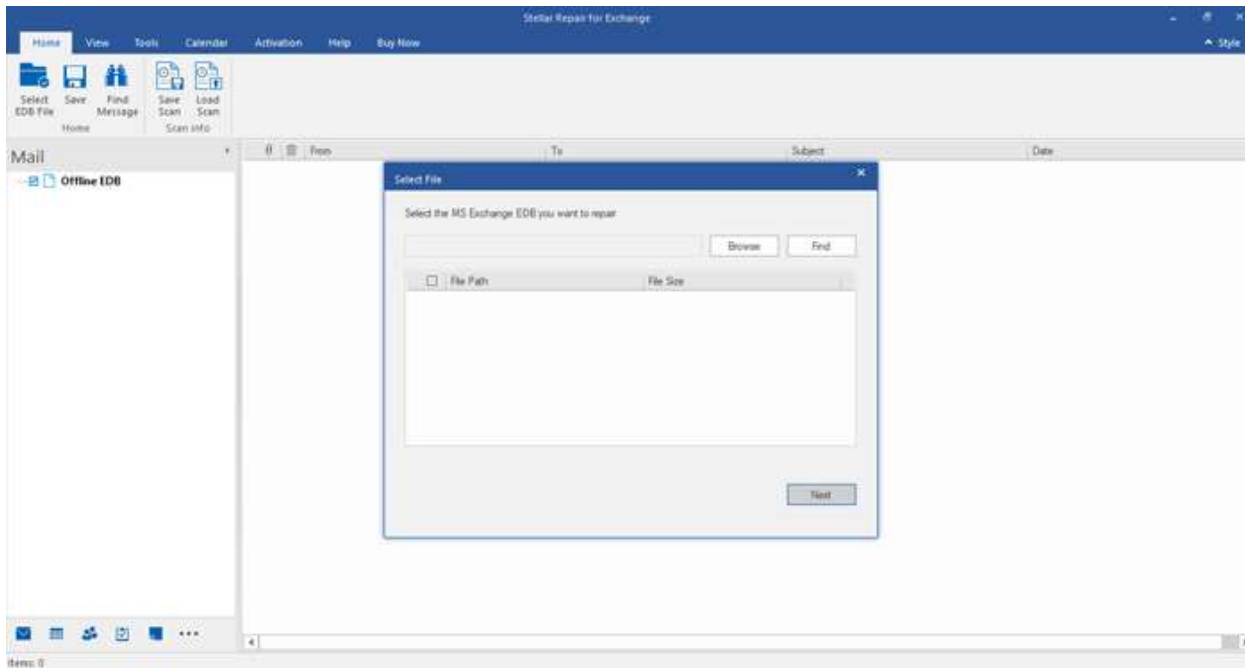 Stellar Repair for Exchange
Home View Tools Calendar Activation Help Buy Now Style
Select EDB File
Save
Find Message
Save Scan
Load Scan
Home
Scan info
Mail
From To Subject Date
Offline EDB
Select File
Select the MS Exchange EDB you want to repair
Browse Find
File Path File Size
Next
Items: 0